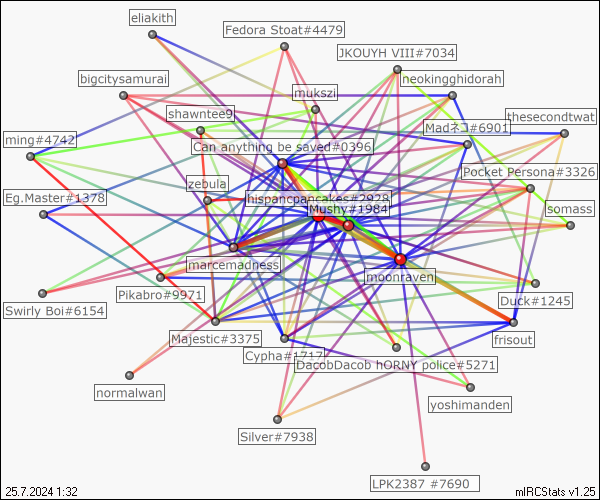 eliakith
Fedora Stoat#4479
JKOUYH VIII#7034
bigcitysamurai
neokingghidorah
mukszi
shawntee9
thesecondtwat
Madネコ#6901
ming#4742
Can anything be saved#0396
Pocket Persona#3326
zebula
Eg.Master#1378
hispancpancakes#2928
somass
Mushy#1984
marcemadness
moonraven
Pikabro#9971
Duck#1245
Swirly Boi#6154
Majestic#3375
frisout
Cypha#1717
DacobDacob hORNY police#5271
normalwan
yoshimanden
Silver#7938
LPK2387 #7690
25.7.2024 1:32
mIRCStats v1.25